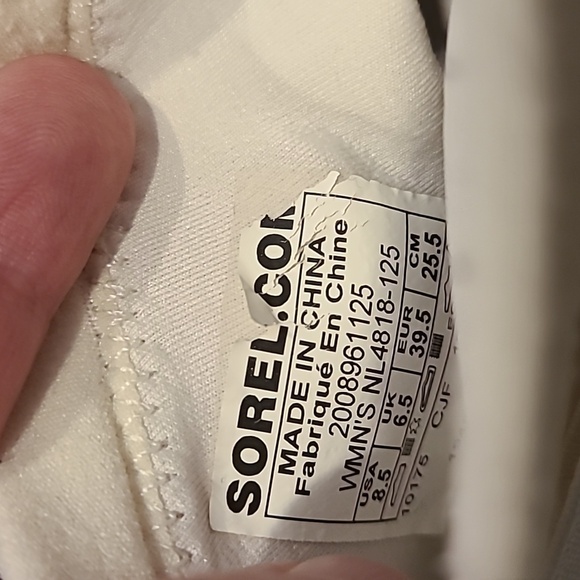 SOREL.COM
MADE IN CHINA
Fabriqué En Chine
2008961125
WMN'S NL4818-125
USA UK EUR CM
8.5 6.5 39.5 25.5
10175 CJF